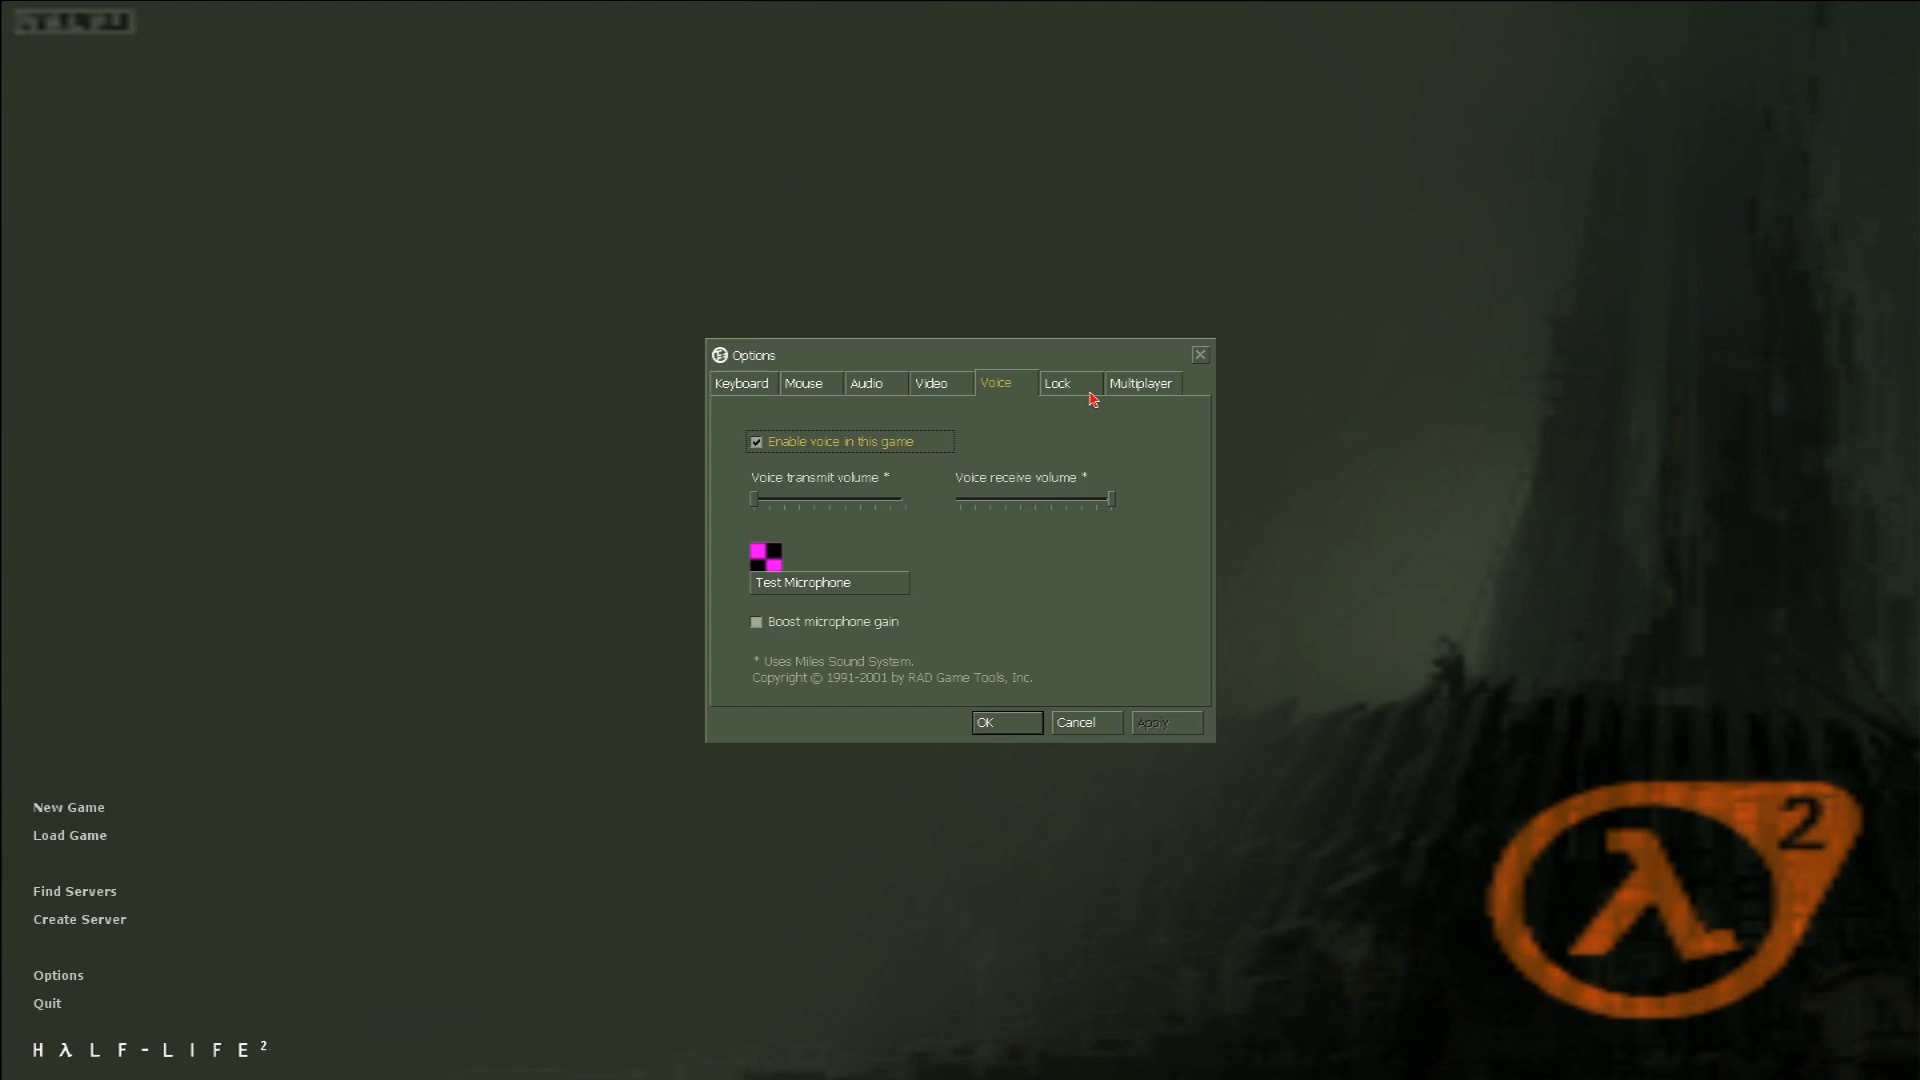 Options
Keyboard Mouse Audio Video Voice Lock Multiplayer
Enable voice in this game
Voice transmit volume * Voice receive volume *
Test Microphone
Boost microphone gain
* Uses Miles Sound System.
Copyright © 1991-2001 by RAD Game Tools, Inc.
OK Cancel Apply
New Game
Load Game
Find Servers
Create Server
Options
Quit
HλLF-LIFE²
λ2